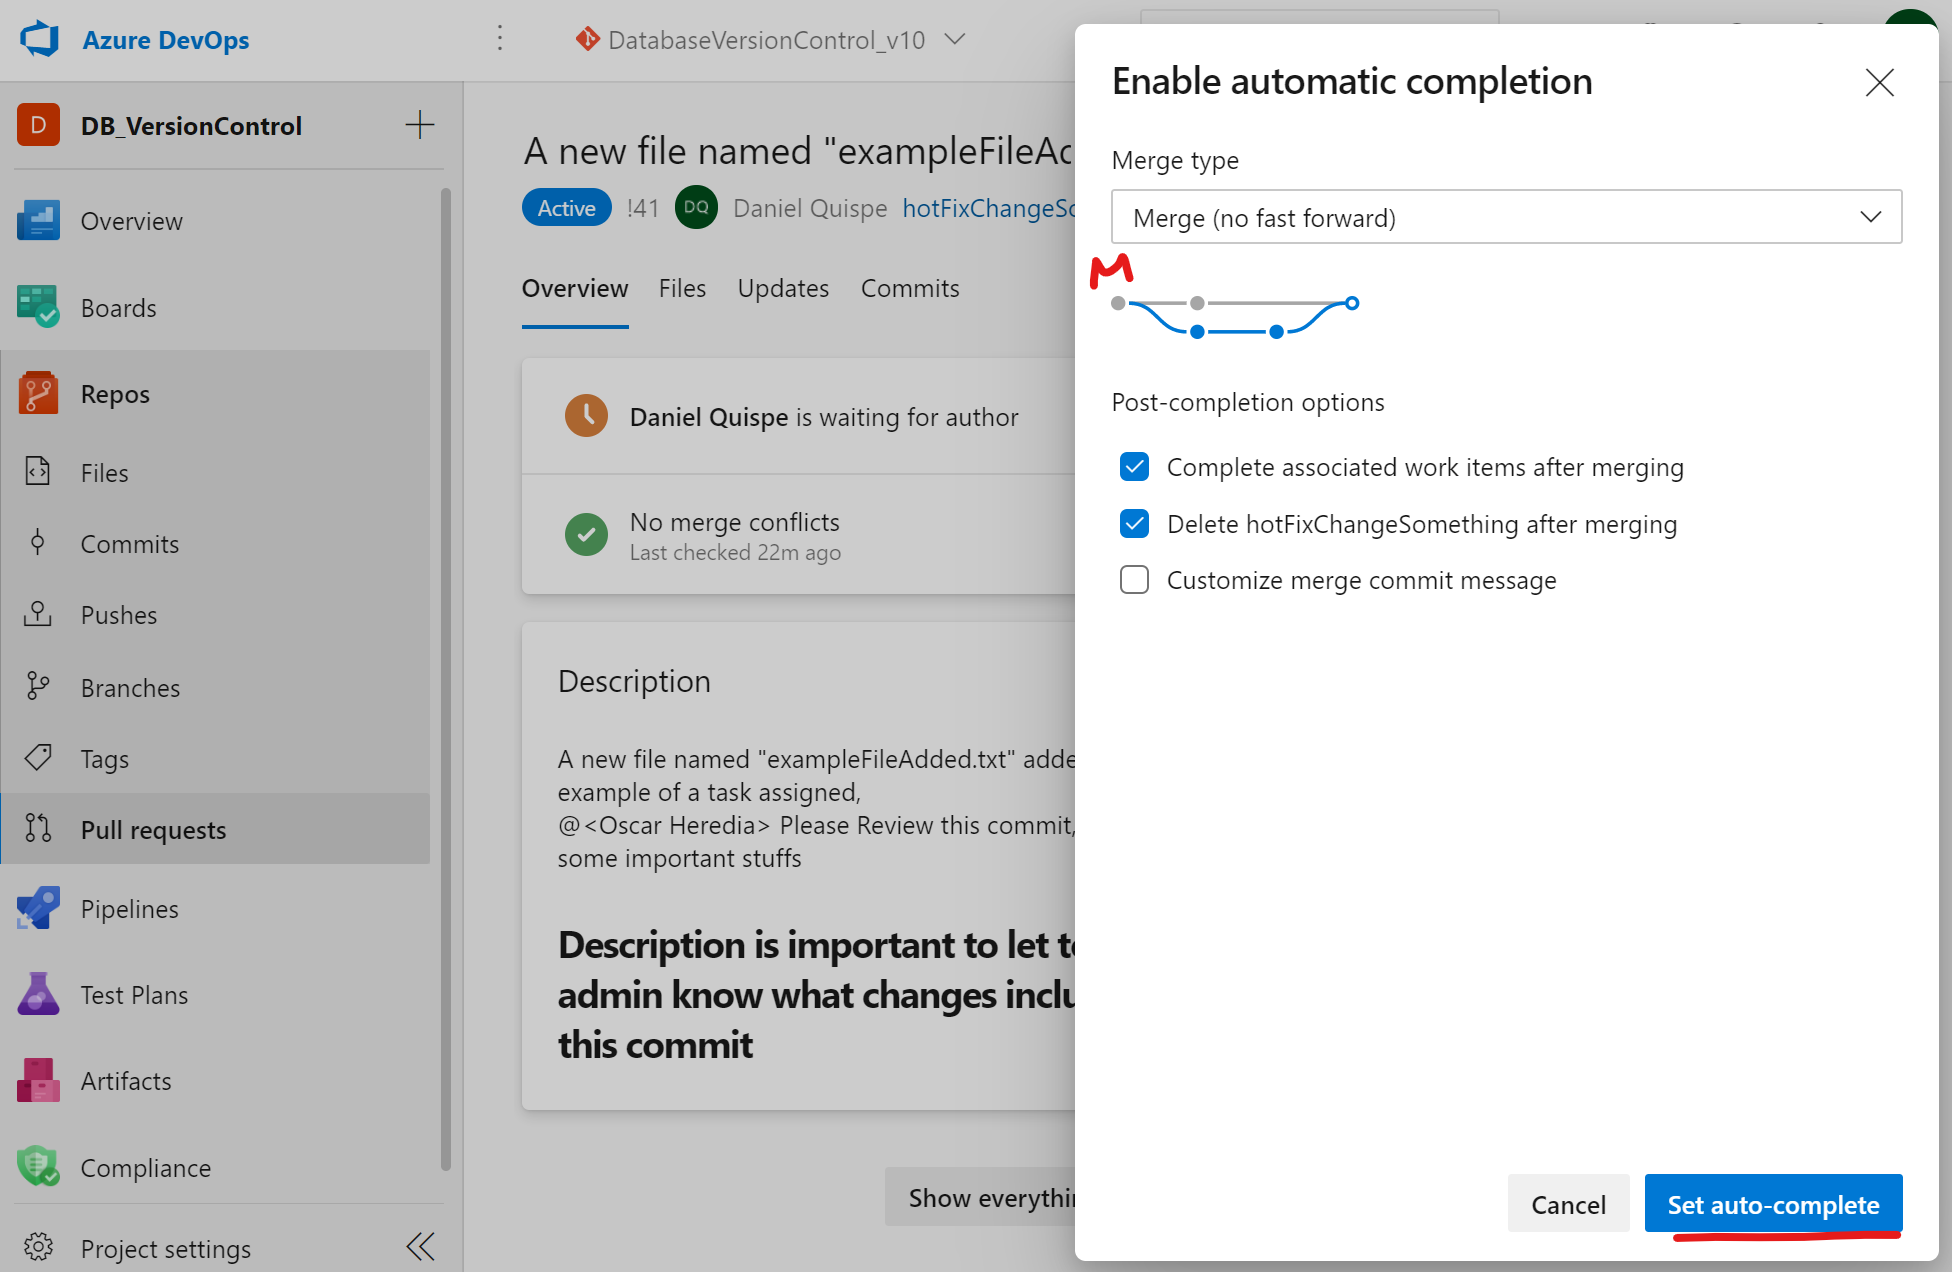 Azure DevOps
DatabaseVersionControl_v10
D
DB_VersionControl
Overview
Boards
Repos
Files
Commits
Pushes
Branches
Tags
Pull requests
Pipelines
Test Plans
Artifacts
Compliance
Project settings
A new file named "exampleFileAd
Active !41 DQ Daniel Quispe hotFixChangeSo
Overview Files Updates Commits
Daniel Quispe is waiting for author
No merge conflicts
Last checked 22m ago
Description
A new file named "exampleFileAdded.txt" adde
example of a task assigned,
@<Oscar Heredia> Please Review this commit,
some important stuffs
Description is important to let te
admin know what changes inclu
this commit
Show everythin
Enable automatic completion
Merge type
Merge (no fast forward)
M
Post-completion options
Complete associated work items after merging
Delete hotFixChangeSomething after merging
Customize merge commit message
Cancel
Set auto-complete